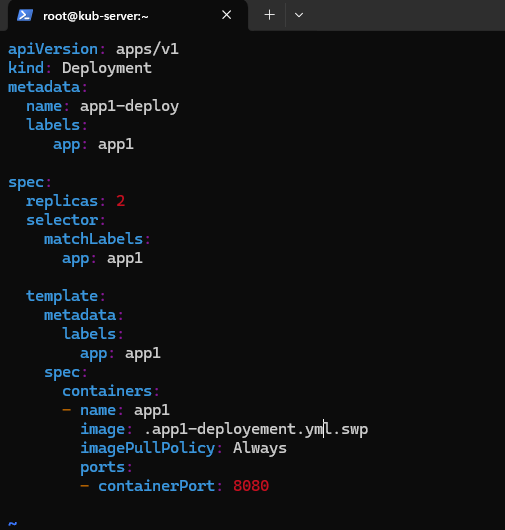 root@kub-server:~
apiVersion: apps/v1
kind: Deployment
metadata:
  name: app1-deploy
  labels:
     app: app1
spec:
  replicas: 2
  selector:
    matchLabels:
      app: app1
  template:
    metadata:
      labels:
        app: app1
    spec:
      containers:
      - name: app1
        image: .app1-deployement.yml.swp
        imagePullPolicy: Always
        ports:
        - containerPort: 8080
~